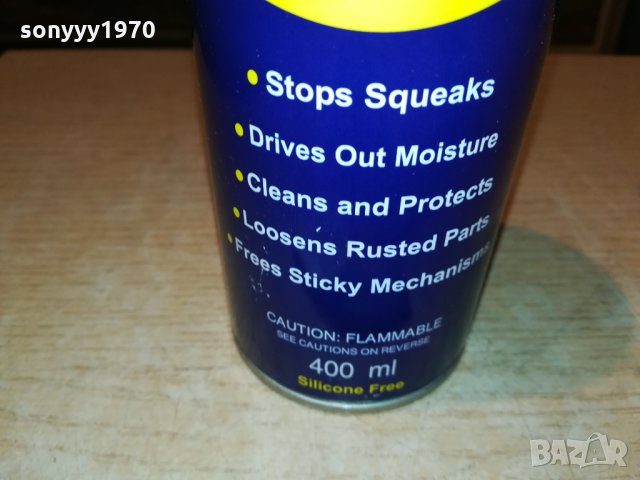 sonyyy1970
• Stops Squeaks
• Drives Out Moisture
• Cleans and Protects
• Loosens Rusted Parts
• Frees Sticky Mechanisms
CAUTION: FLAMMABLE
SEE CAUTIONS ON REVERSE
400 ml
Silicone Free
BAZAR